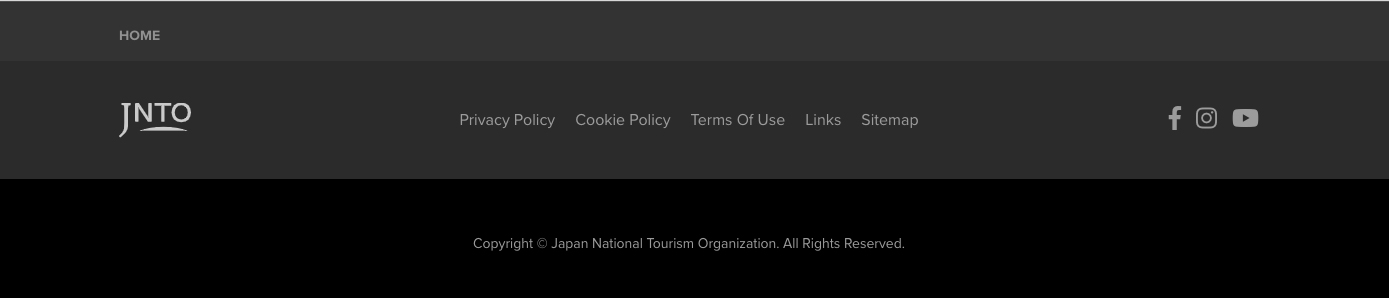 HOME
JNTO
Privacy Policy Cookie Policy Terms Of Use Links Sitemap
Copyright © Japan National Tourism Organization. All Rights Reserved.